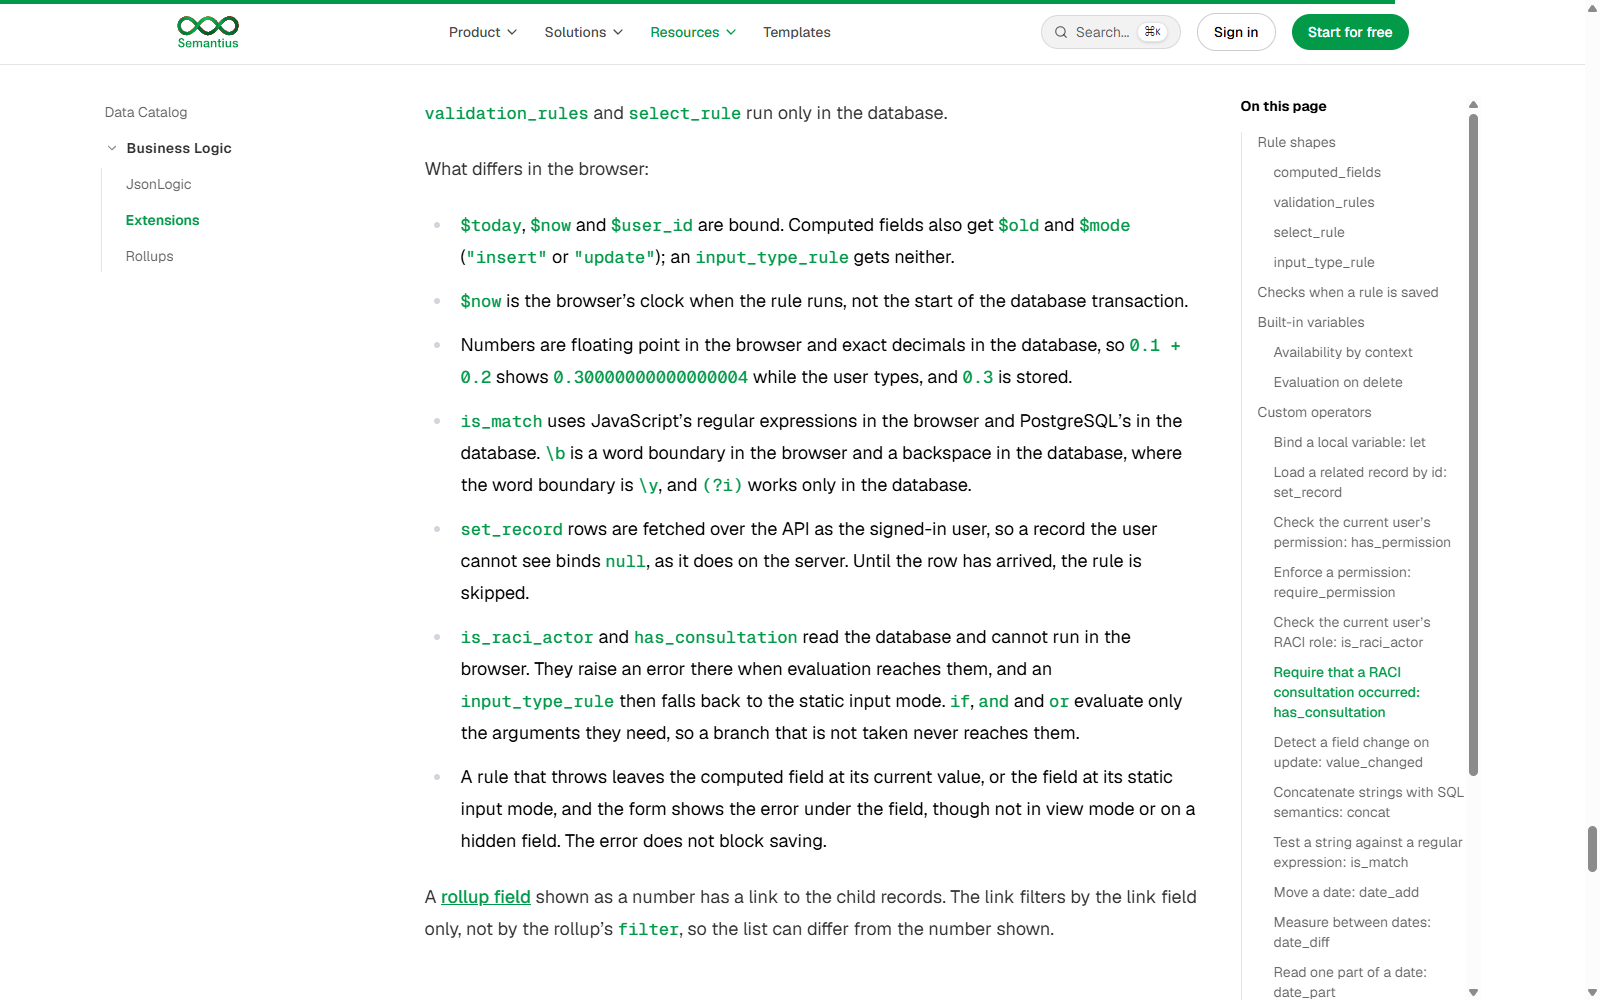 Semantius
Product
Solutions
Resources
Templates
Search... ⌘K
Sign in
Start for free
Data Catalog
Business Logic
JsonLogic
Extensions
Rollups
validation_rules and select_rule run only in the database.
What differs in the browser:
$today, $now and $user_id are bound. Computed fields also get $old and $mode
("insert" or "update"); an input_type_rule gets neither.
$now is the browser’s clock when the rule runs, not the start of the database transaction.
Numbers are floating point in the browser and exact decimals in the database, so 0.1 +
0.2 shows 0.30000000000000004 while the user types, and 0.3 is stored.
is_match uses JavaScript’s regular expressions in the browser and PostgreSQL’s in the
database. \b is a word boundary in the browser and a backspace in the database, where
the word boundary is \y, and (?i) works only in the database.
set_record rows are fetched over the API as the signed-in user, so a record the user
cannot see binds null, as it does on the server. Until the row has arrived, the rule is
skipped.
is_raci_actor and has_consultation read the database and cannot run in the
browser. They raise an error there when evaluation reaches them, and an
input_type_rule then falls back to the static input mode. if, and and or evaluate only
the arguments they need, so a branch that is not taken never reaches them.
A rule that throws leaves the computed field at its current value, or the field at its static
input mode, and the form shows the error under the field, though not in view mode or on a
hidden field. The error does not block saving.
A rollup field shown as a number has a link to the child records. The link filters by the link field
only, not by the rollup’s filter, so the list can differ from the number shown.
On this page
Rule shapes
computed_fields
validation_rules
select_rule
input_type_rule
Checks when a rule is saved
Built-in variables
Availability by context
Evaluation on delete
Custom operators
Bind a local variable: let
Load a related record by id:
set_record
Check the current user’s
permission: has_permission
Enforce a permission:
require_permission
Check the current user’s
RACI role: is_raci_actor
Require that a RACI
consultation occurred:
has_consultation
Detect a field change on
update: value_changed
Concatenate strings with SQL
semantics: concat
Test a string against a regular
expression: is_match
Move a date: date_add
Measure between dates:
date_diff
Read one part of a date:
date_part